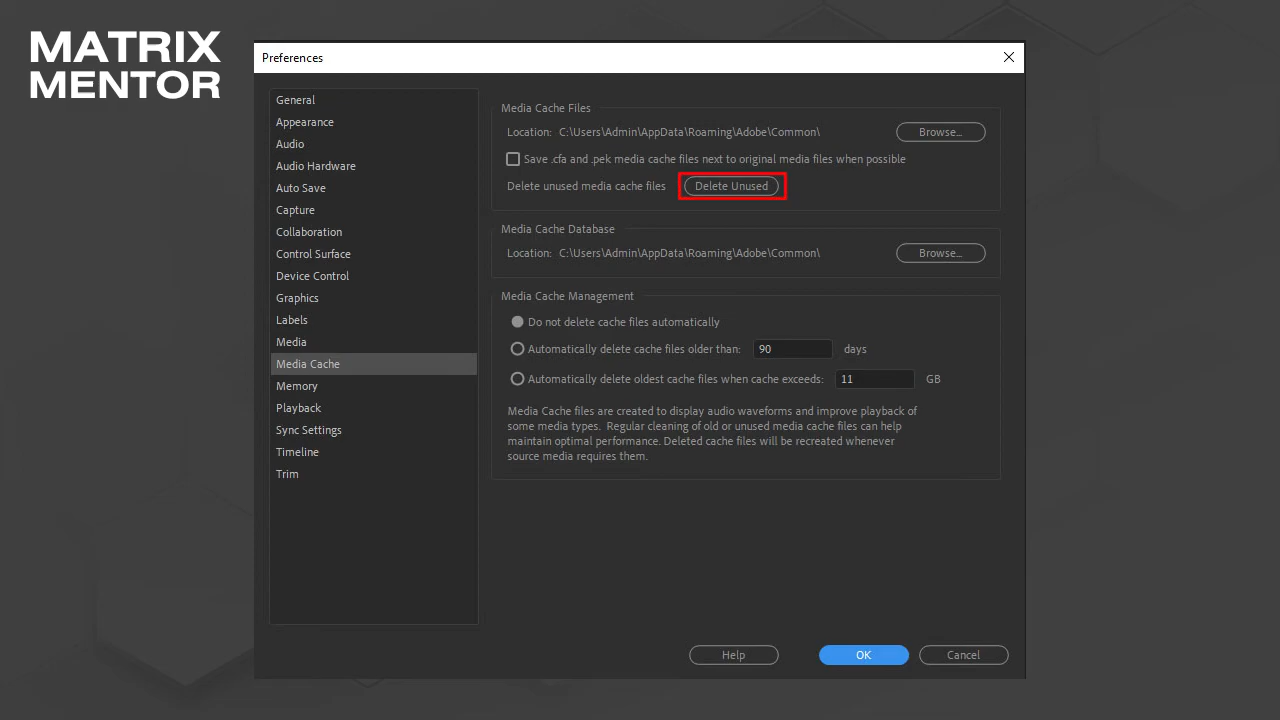 MATRIX
MENTOR
Preferences
General
Appearance
Audio
Audio Hardware
Auto Save
Capture
Collaboration
Control Surface
Device Control
Graphics
Labels
Media
Media Cache
Memory
Playback
Sync Settings
Timeline
Trim
Media Cache Files
Location: C:\Users\Admin\AppData\Roaming\Adobe\Common\ Browse...
Save .cfa and .pek media cache files next to original media files when possible
Delete unused media cache files Delete Unused
Media Cache Database
Location: C:\Users\Admin\AppData\Roaming\Adobe\Common\ Browse...
Media Cache Management
Do not delete cache files automatically
Automatically delete cache files older than: 90 days
Automatically delete oldest cache files when cache exceeds: 11 GB
Media Cache files are created to display audio waveforms and improve playback of
some media types. Regular cleaning of old or unused media cache files can help
maintain optimal performance. Deleted cache files will be recreated whenever
source media requires them.
Help OK Cancel